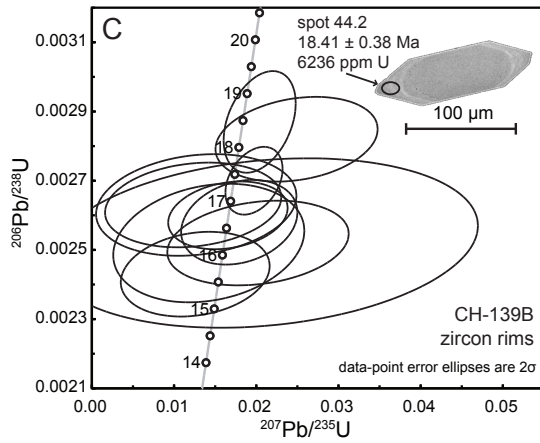 C
spot 44.2
18.41 ± 0.38 Ma
6236 ppm U
100 µm
0.0031
0.0029
0.0027
0.0025
0.0023
0.0021
206Pb/238U
20
19
18
17
16
15
14
CH-139B
zircon rims
data-point error ellipses are 2σ
0.00
0.01
0.02
0.03
0.04
0.05
207Pb/235U